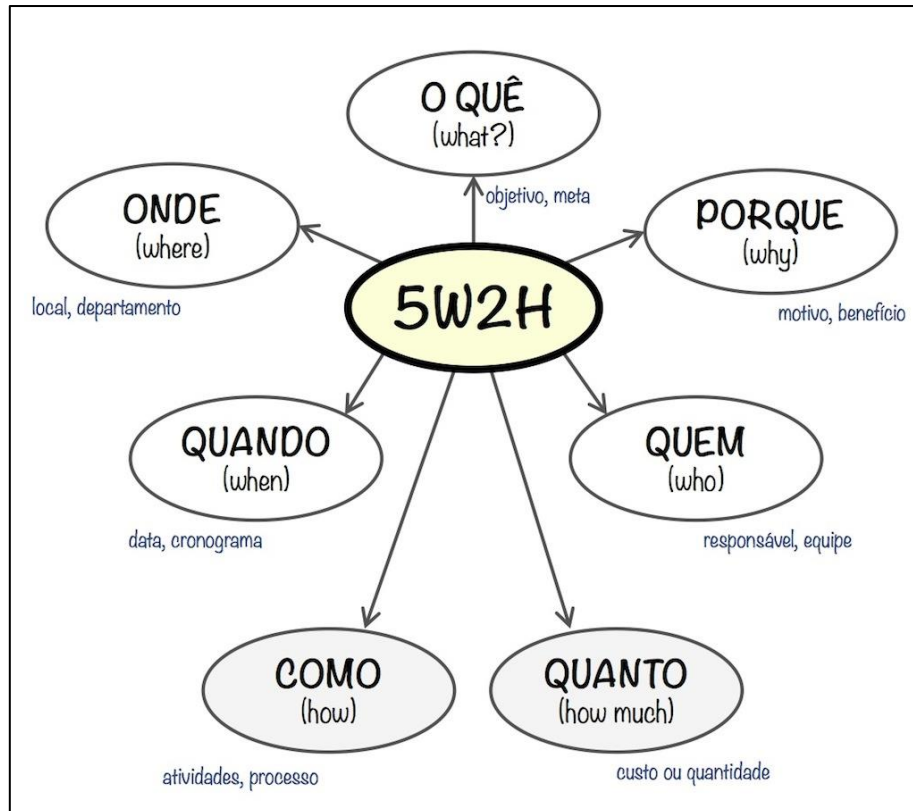 O QUÊ
(what?)
objetivo, meta
ONDE
(where)
local, departamento
PORQUE
(why)
motivo, benefício
5W2H
QUANDO
(when)
data, cronograma
QUEM
(who)
responsável, equipe
COMO
(how)
atividades, processo
QUANTO
(how much)
custo ou quantidade